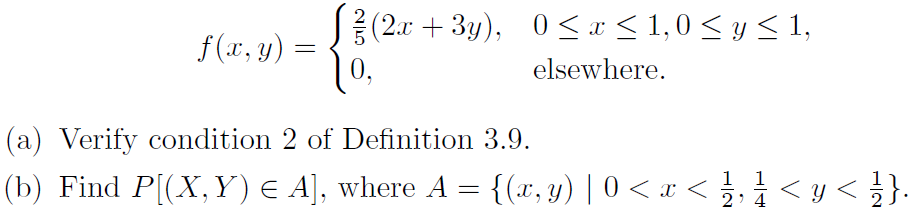 f(x, y) = { 2/5(2x + 3y), 0 ≤ x ≤ 1, 0 ≤ y ≤ 1,
0, elsewhere.
(a) Verify condition 2 of Definition 3.9.
(b) Find P[(X, Y) ∈ A], where A = {(x, y) | 0 < x < 1/2, 1/4 < y < 1/2}.